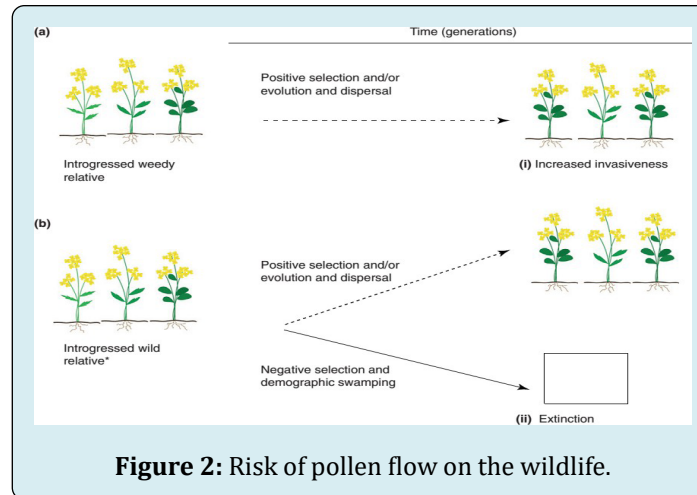 (a)
Time (generations)
Positive selection and/or
evolution and dispersal
Introgressed weedy
relative
(i) Increased invasiveness
(b)
Positive selection and/or
evolution and dispersal
Introgressed wild
relative*
Negative selection and
demographic swamping
(ii) Extinction
Figure 2: Risk of pollen flow on the wildlife.